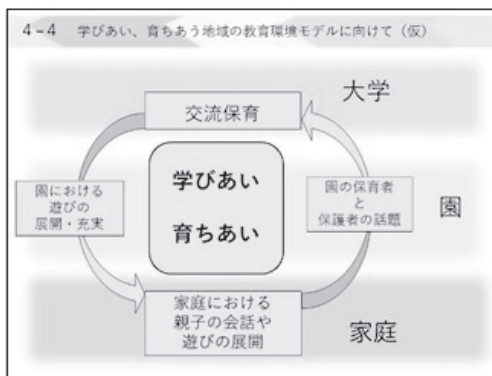 4-4 学びあい、育ちあう地域の教育環境モデルに向けて（仮）
大学
交流保育
学びあい
育ちあい
園における
遊びの
展開・充実
園の保育者
と
保護者の話題
園
家庭における
親子の会話や
遊びの展開
家庭